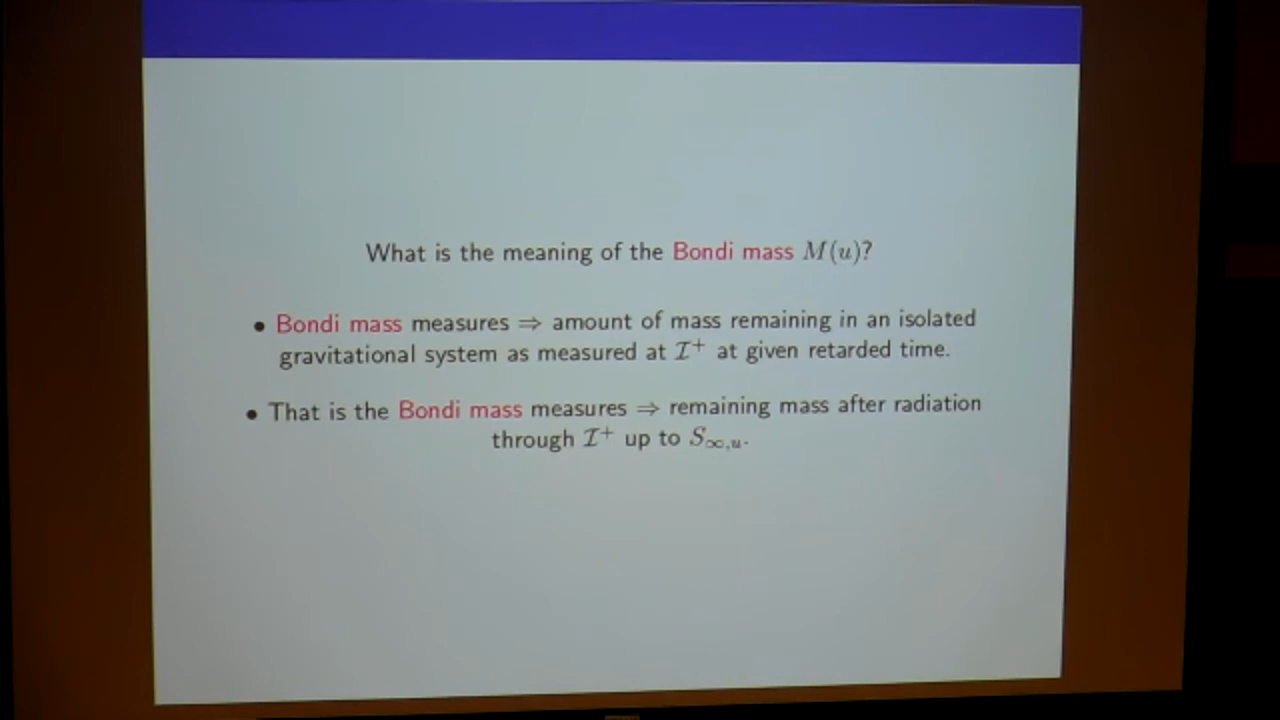 What is the meaning of the Bondi mass M(u)?
• Bondi mass measures ⇒ amount of mass remaining in an isolated
gravitational system as measured at ℐ⁺ at given retarded time.
• That is the Bondi mass measures ⇒ remaining mass after radiation
through ℐ⁺ up to S∞,u.